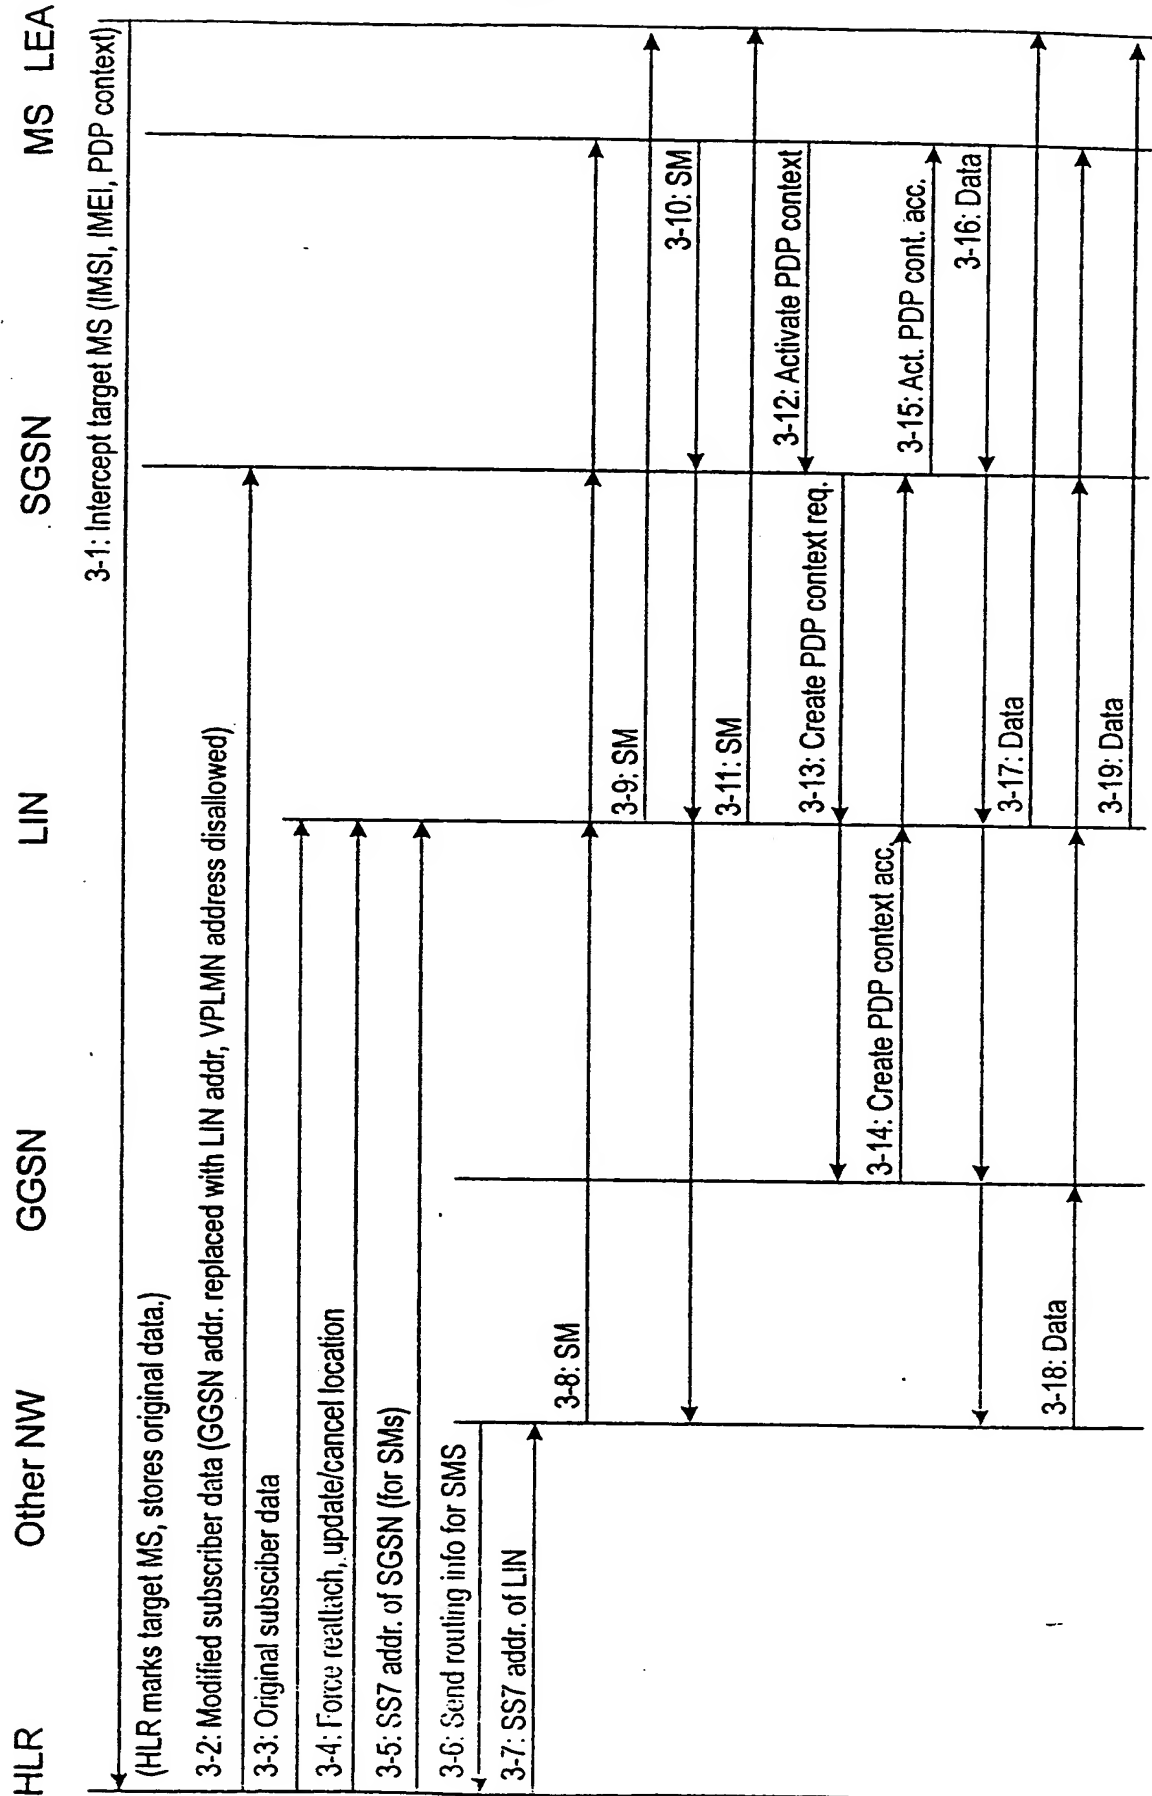 HLR Other NW GGSN LIN SGSN MS LEA
3-1: Intercept target MS (IMSI, IMEI, PDP context)
(HLR marks target MS, stores original data.)
3-2: Modified subscriber data (GGSN addr. replaced with LIN addr, VPLMN address disallowed)
3-3: Original subsciber data
3-4: Force reattach, update/cancel location
3-5: SS7 addr. of SGSN (for SMs)
3-6: Send routing info for SMS
3-7: SS7 addr. of LIN
3-8: SM
3-9: SM
3-10: SM
3-11: SM
3-12: Activate PDP context
3-13: Create PDP context req.
3-14: Create PDP context acc.
3-15: Act. PDP cont. acc.
3-16: Data
3-17: Data
3-18: Data
3-19: Data